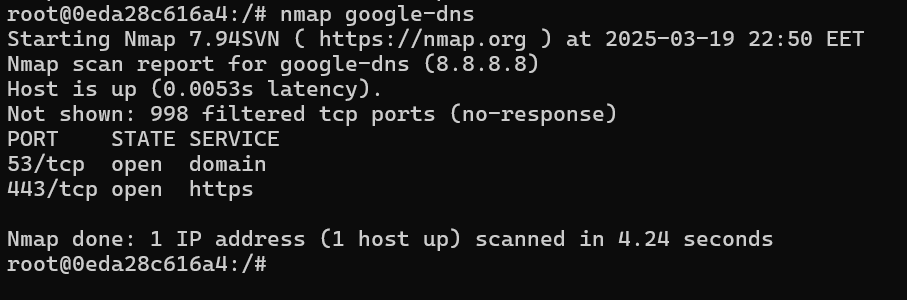 root@0eda28c616a4:/# nmap google-dns
Starting Nmap 7.94SVN ( https://nmap.org ) at 2025-03-19 22:50 EET
Nmap scan report for google-dns (8.8.8.8)
Host is up (0.0053s latency).
Not shown: 998 filtered tcp ports (no-response)
PORT    STATE SERVICE
53/tcp  open  domain
443/tcp open  https
Nmap done: 1 IP address (1 host up) scanned in 4.24 seconds
root@0eda28c616a4:/#